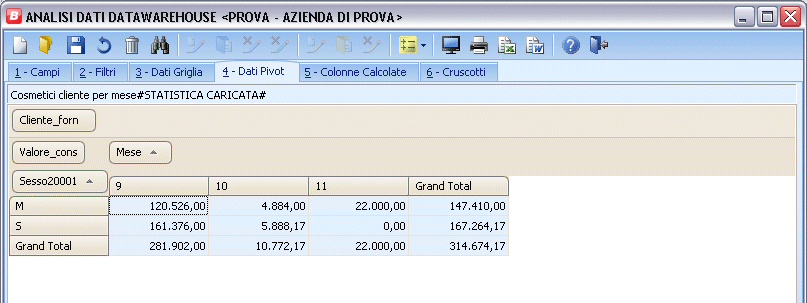 ANALISI DATI DATAWAREHOUSE <PROVA - AZIENDA DI PROVA>
1 - Campi 2 - Filtri 3 - Dati Griglia 4 - Dati Pivot 5 - Colonne Calcolate 6 - Cruscotti
Cosmetici cliente per mese#STATISTICA CARICATA#
Cliente_forn
Valore_cons Mese
Sesso20001 9 10 11 Grand Total
M 120.526,00 4.884,00 22.000,00 147.410,00
S 161.376,00 5.888,17 0,00 167.264,17
Grand Total 281.902,00 10.772,17 22.000,00 314.674,17